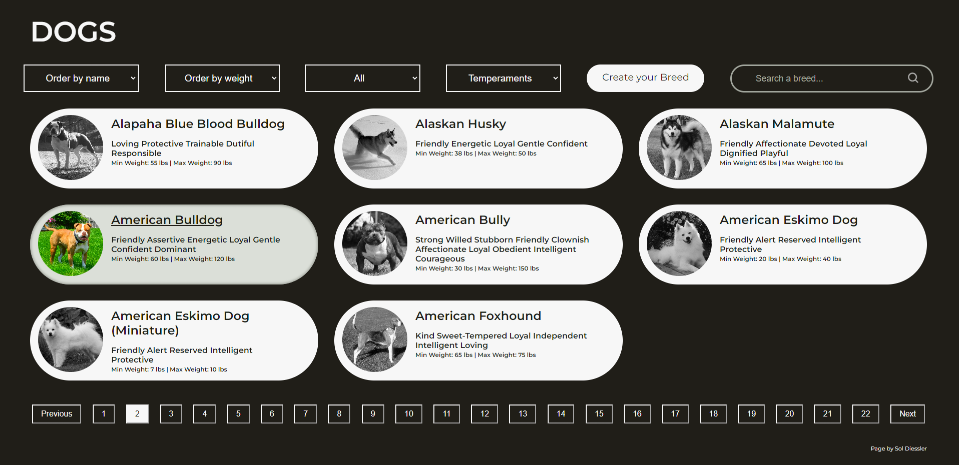 DOGS
Order by name
Order by weight
All
Temperaments
Create your Breed
Search a breed...
Alapaha Blue Blood Bulldog
Loving Protective Trainable Dutiful
Responsible
Min Weight: 55 lbs | Max Weight: 90 lbs
Alaskan Husky
Friendly Energetic Loyal Gentle Confident
Min Weight: 38 lbs | Max Weight: 50 lbs
Alaskan Malamute
Friendly Affectionate Devoted Loyal
Dignified Playful
Min Weight: 65 lbs | Max Weight: 100 lbs
American Bulldog
Friendly Assertive Energetic Loyal Gentle
Confident Dominant
Min Weight: 60 lbs | Max Weight: 120 lbs
American Bully
Strong Willed Stubborn Friendly Clownish
Affectionate Loyal Obedient Intelligent
Courageous
Min Weight: 30 lbs | Max Weight: 150 lbs
American Eskimo Dog
Friendly Alert Reserved Intelligent
Protective
Min Weight: 20 lbs | Max Weight: 40 lbs
American Eskimo Dog
(Miniature)
Friendly Alert Reserved Intelligent
Protective
Min Weight: 7 lbs | Max Weight: 10 lbs
American Foxhound
Kind Sweet-Tempered Loyal Independent
Intelligent Loving
Min Weight: 65 lbs | Max Weight: 75 lbs
Previous 1 2 3 4 5 6 7 8 9 10 11 12 13 14 15 16 17 18 19 20 21 22 Next
Page by Sol Diessler